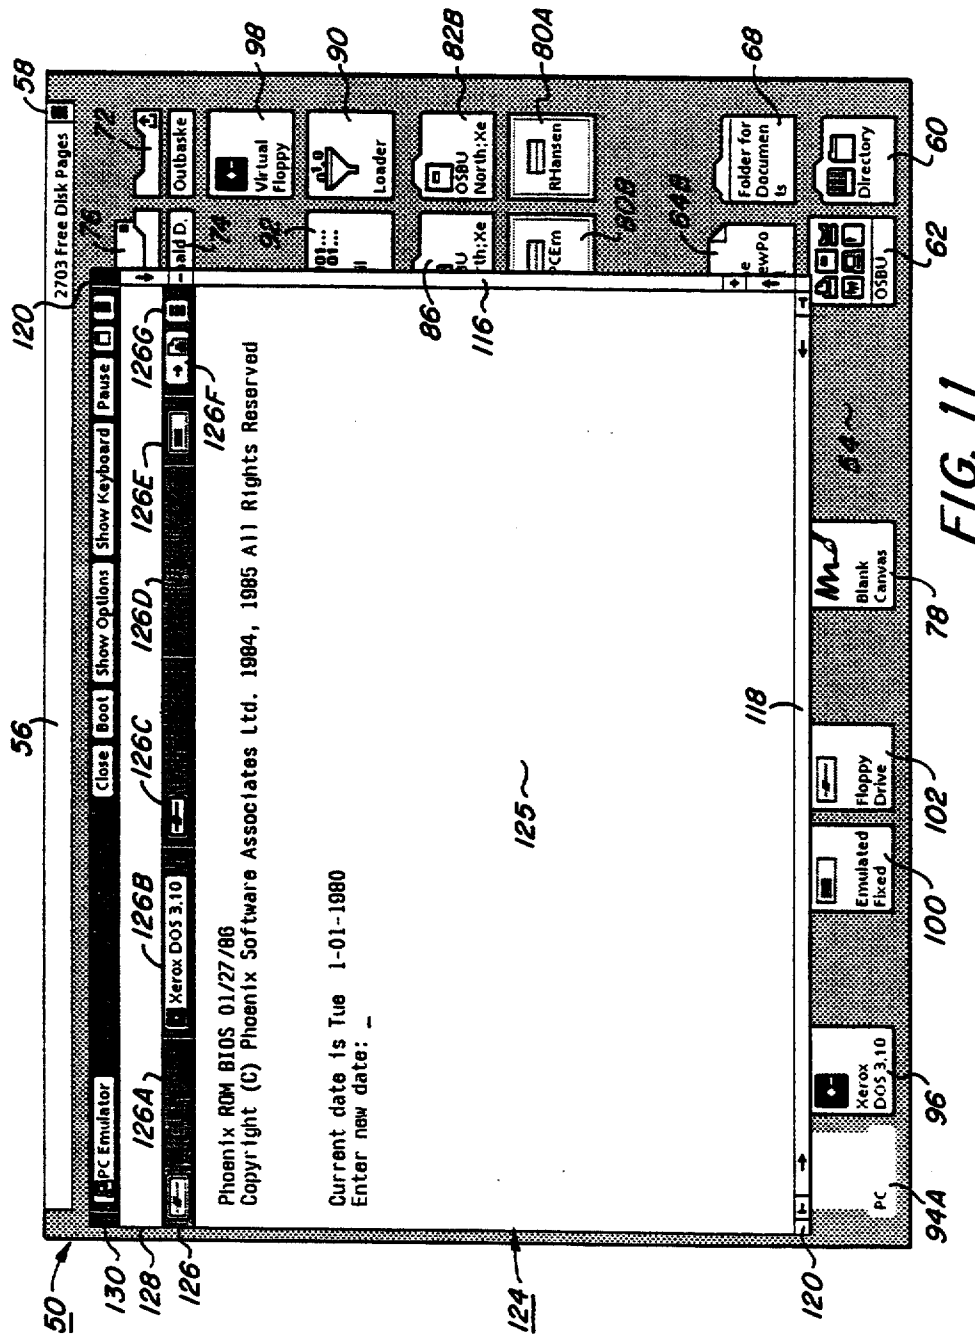 50
56
120
58
2703 Free Disk Pages
130
PC Emulator
Close
Boot
Show Options
Show Keyboard
Pause
76
72
128
126A
126B
126C
126D
126E
126G
126
Xerox DOS 3.10
126F
ald D.
Outbaske
74
98
Virtual
Floppy
Phoenix ROM BIOS 01/27/86
Copyright (C) Phoenix Software Associates Ltd. 1984, 1985 All Rights Reserved
92
90
Loader
Current date is Tue 1-01-1980
Enter new date: _
86
82B
OSBU
North:Xe
rth:Xe
116
80A
RHansen
PCEm
80B
124
125
64B
68
Folder for
Documen
ts
ewPo
118
120
94A
PC
96
Xerox
DOS 3.10
100
Emulated
Fixed
102
Floppy
Drive
78
Blank
Canvas
64
62
OSBU
60
Directory
FIG. 11